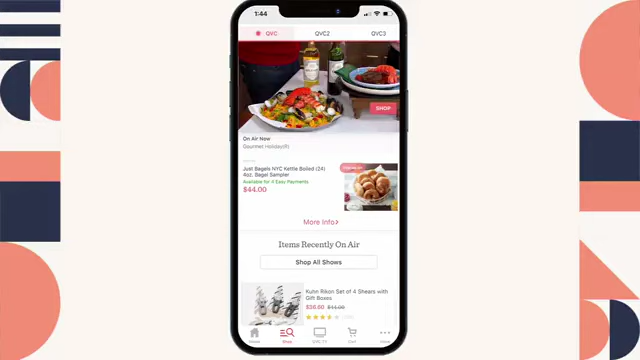 1:44
QVC
QVC2
QVC3
SHOP
On Air Now
Gourmet Holiday(R)
Just Bagels NYC Kettle Boiled (24)
4oz. Bagel Sampler
Available for 4 Easy Payments
$44.00
More Info>
Items Recently On Air
Shop All Shows
Kuhn Rikon Set of 4 Shears with
Gift Boxes
Home
Shop
QVC TV
Cart
More